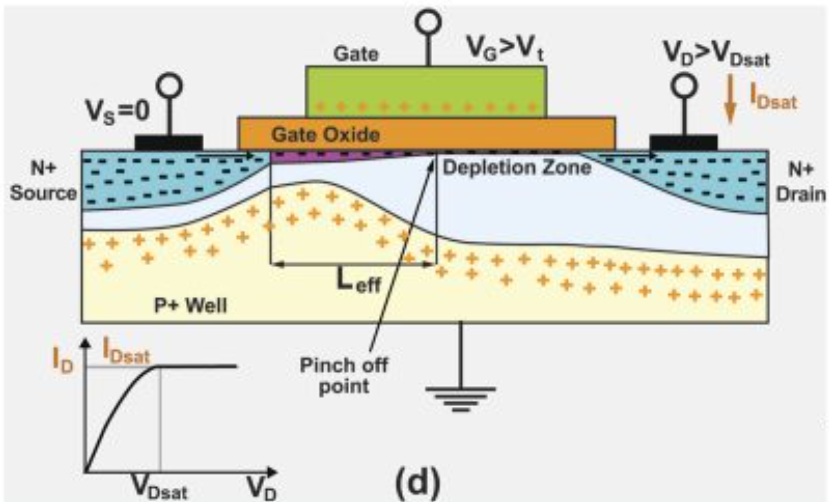 Gate
V_G>V_t
V_D>V_Dsat
I_Dsat
V_S=0
Gate Oxide
N+
Source
Depletion Zone
N+
Drain
L_eff
P+ Well
Pinch off
point
I_D
I_Dsat
V_Dsat
V_D
(d)